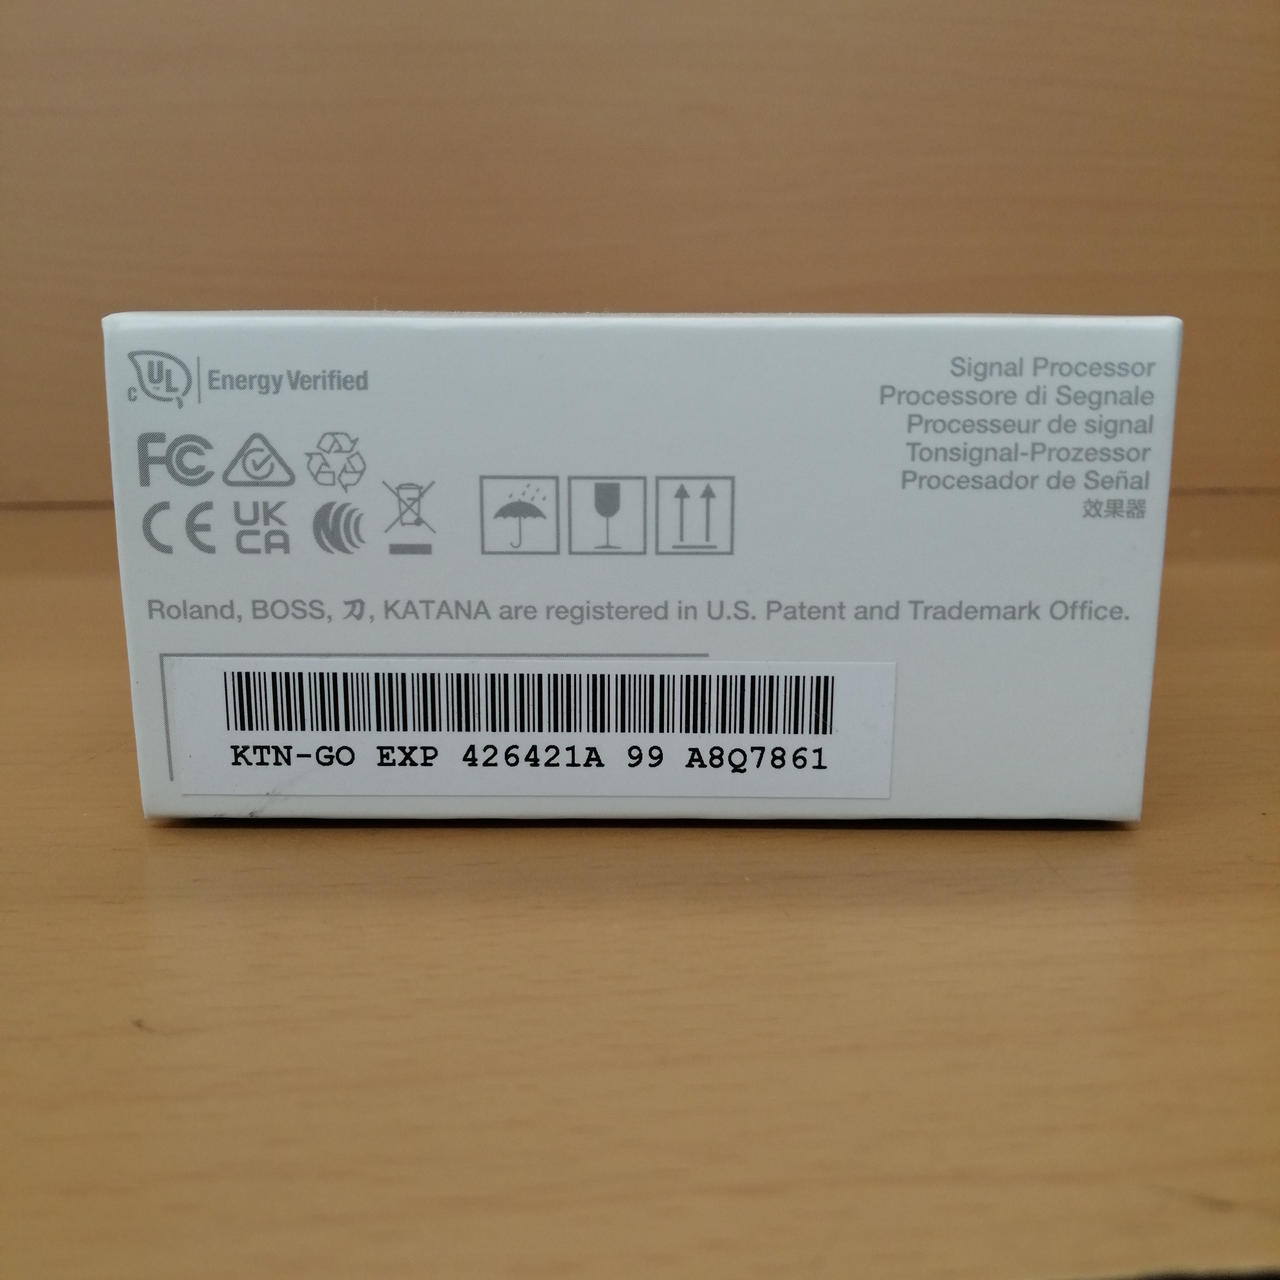 c UL Energy Verified
FC
CE UK CA
Signal Processor
Processore di Segnale
Processeur de signal
Tonsignal-Prozessor
Procesador de Señal
效果器
Roland, BOSS, 刀, KATANA are registered in U.S. Patent and Trademark Office.
KTN-GO EXP 426421A 99 A8Q7861